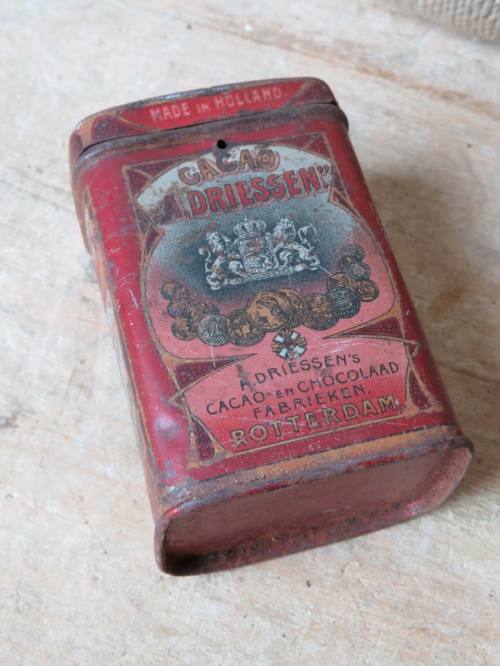 MADE IN HOLLAND.
CACAO
"A.DRIESSEN".
A.DRIESSEN'S
CACAO- EN CHOCOLAAD
FABRIEKEN.
ROTTERDAM.